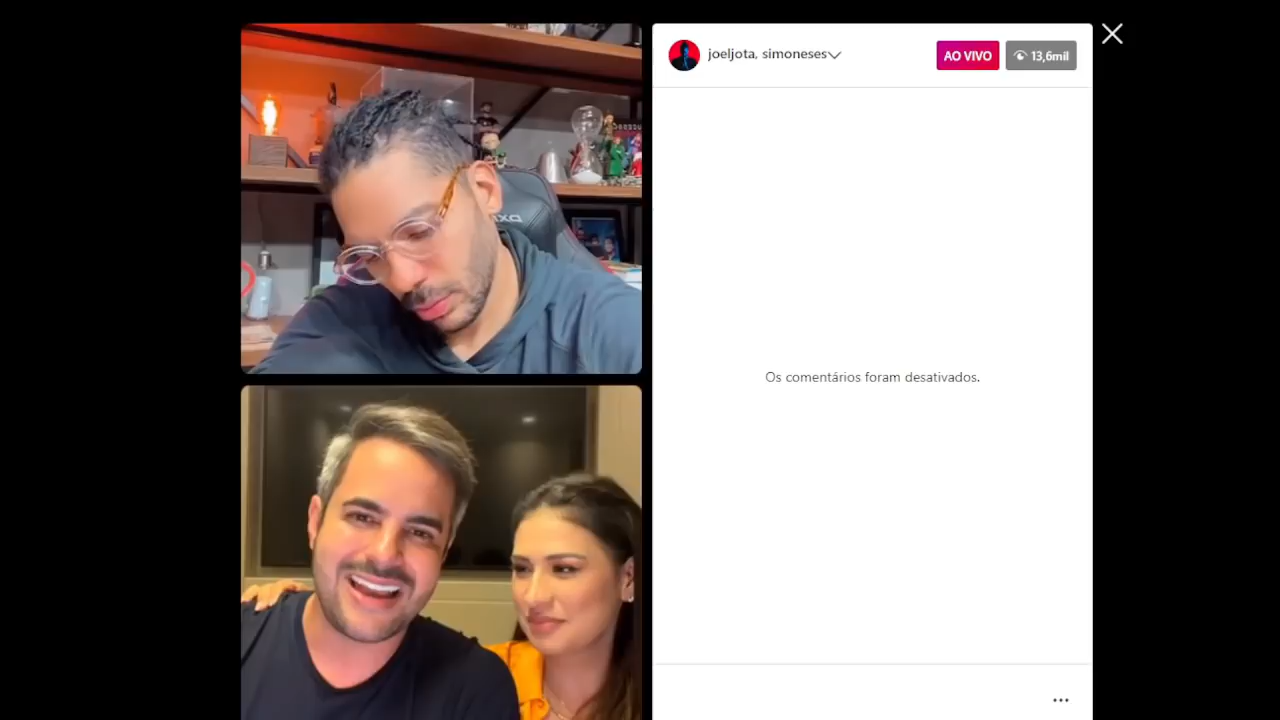 joeljota, simoneses
AO VIVO
13,6mil
Os comentários foram desativados.